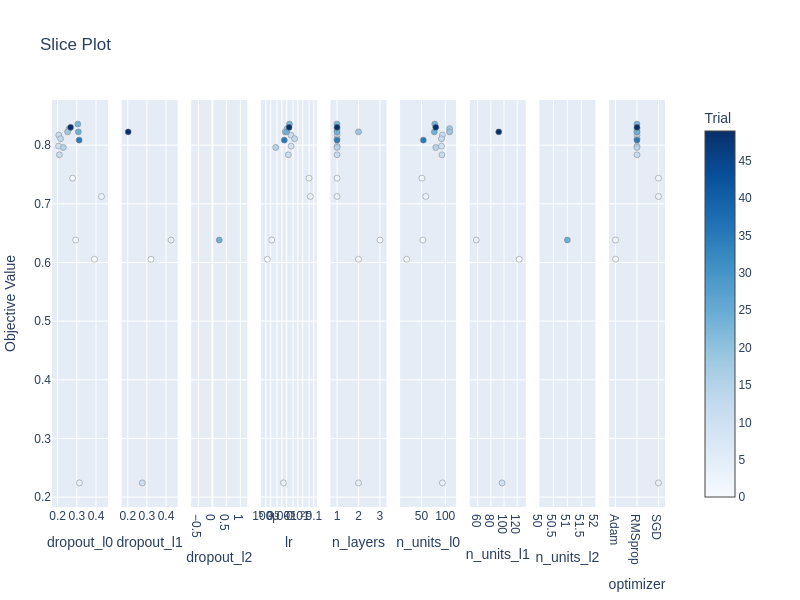 Slice Plot
Trial
Objective Value
0.8
0.7
0.6
0.5
0.4
0.3
0.2
0.2 0.3 0.4
dropout_l0
0.2 0.3 0.4
dropout_l1
−0.5 0 0.5 1
dropout_l2
0.1
lr
1 2 3
n_layers
50 100
n_units_l0
60 80 100 120
n_units_l1
50 50.5 51 51.5 52
n_units_l2
Adam RMSprop SGD
optimizer
45
40
35
30
25
20
15
10
5
0